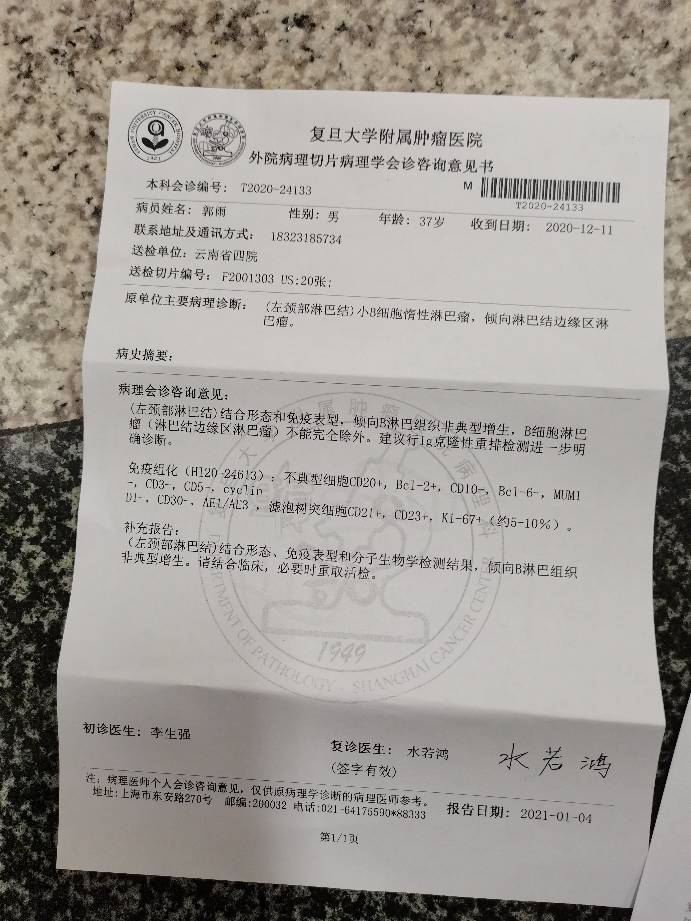 复旦大学附属肿瘤医院
外院病理切片病理学会诊咨询意见书
本科会诊编号: T2020-24133
M
T2020-24133
病员姓名: 郭雨 性别: 男 年龄: 37岁 收到日期: 2020-12-11
联系地址及通讯方式: 18323185734
送检单位: 云南省四院
送检切片编号: F2001303 US:20张;
原单位主要病理诊断: (左颈部淋巴结)小B细胞惰性淋巴瘤，倾向淋巴结边缘区淋
巴瘤。
病史摘要:
病理会诊咨询意见:
(左颈部淋巴结)结合形态和免疫表型，倾向B淋巴组织非典型增生，B细胞淋巴
瘤（淋巴结边缘区淋巴瘤）不能完全除外。建议行Ig克隆性重排检测进一步明
确诊断。
免疫组化（HI20-24613）: 不典型细胞CD20+, Bcl-2+, CD10-, Bcl-6-, MUM1
-, CD3-, CD5-, cyclin
D1-, CD30-, AE1/AE3 , 滤泡树突细胞CD21+, CD23+, Ki-67+（约5-10%）。
补充报告:
(左颈部淋巴结)结合形态、免疫表型和分子生物学检测结果，倾向B淋巴组织
非典型增生。请结合临床，必要时重取活检。
1949
DEPARTMENT OF PATHOLOGY, SHANGHAI CANCER CENTER
初诊医生: 李生强
复诊医生: 水若鸿 水若鸿
(签字有效)
注: 病理医师个人会诊咨询意见，仅供原病理学诊断的病理医师参考。
地址:上海市东安路270号 邮编:200032 电话:021-64175590*88333
报告日期: 2021-01-04
第1/1页